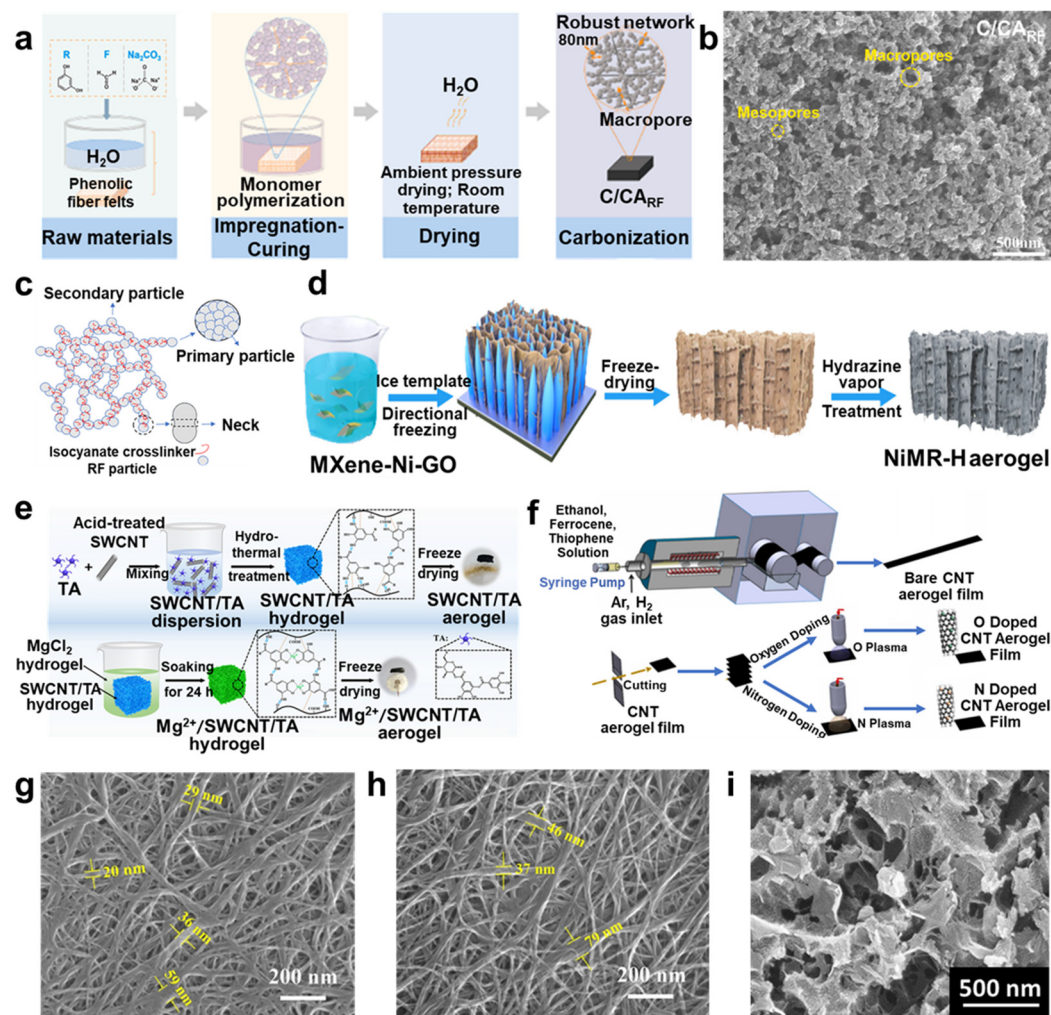 a
R
F
Na2CO3
H2O
Phenolic
fiber felts
Raw materials
Monomer
polymerization
Impregnation-
Curing
H2O
Ambient pressure
drying; Room
temperature
Drying
Robust network
80nm
Macropore
C/CARF
Carbonization
b
C/CARF
Macropores
Mesopores
500nm
c
Secondary particle
Primary particle
Neck
Isocyanate crosslinker
RF particle
d
Ice template
Directional
freezing
MXene-Ni-GO
Freeze-
drying
Hydrazine
vapor
Treatment
NiMR-H aerogel
e
Acid-treated
SWCNT
TA
+
Mixing
SWCNT/TA
dispersion
Hydro-
thermal
treatment
SWCNT/TA
hydrogel
Freeze
drying
SWCNT/TA
aerogel
MgCl2
hydrogel
SWCNT/TA
hydrogel
Soaking
for 24 h
Mg2+/SWCNT/TA
hydrogel
Freeze
drying
Mg2+/SWCNT/TA
aerogel
TA:
f
Ethanol,
Ferrocene,
Thiophene
Solution
Syringe Pump
Ar, H2
gas inlet
Bare CNT
aerogel film
Cutting
CNT
aerogel film
Oxygen Doping
Nitrogen Doping
O Plasma
N Plasma
O Doped
CNT Aerogel
Film
N Doped
CNT Aerogel
Film
g
29 nm
20 nm
36 nm
59 nm
200 nm
h
46 nm
37 nm
79 nm
200 nm
i
500 nm